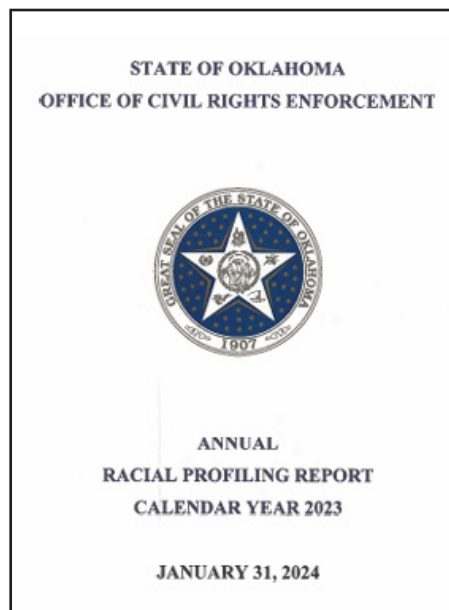 STATE OF OKLAHOMA
OFFICE OF CIVIL RIGHTS ENFORCEMENT
GREAT SEAL OF THE STATE OF OKLAHOMA
1907
ANNUAL
RACIAL PROFILING REPORT
CALENDAR YEAR 2023
JANUARY 31, 2024